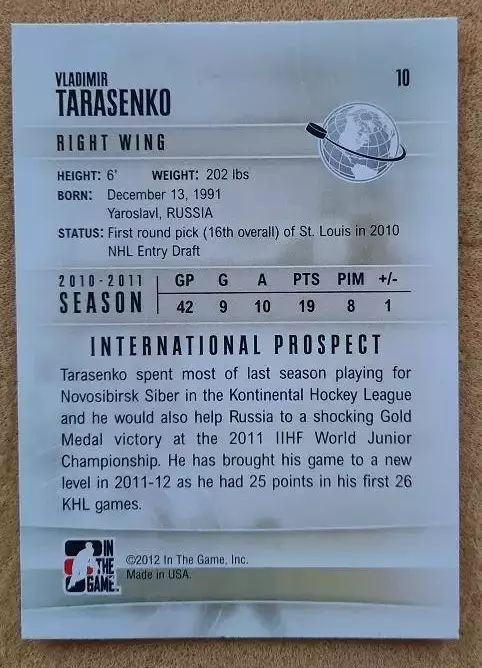 VLADIMIR
TARASENKO
10
RIGHT WING
HEIGHT: 6' WEIGHT: 202 lbs
BORN: December 13, 1991
Yaroslavl, RUSSIA
STATUS: First round pick (16th overall) of St. Louis in 2010
NHL Entry Draft
2010-2011 GP G A PTS PIM +/-
SEASON 42 9 10 19 8 1
INTERNATIONAL PROSPECT
Tarasenko spent most of last season playing for
Novosibirsk Siber in the Kontinental Hockey League
and he would also help Russia to a shocking Gold
Medal victory at the 2011 IIHF World Junior
Championship. He has brought his game to a new
level in 2011-12 as he had 25 points in his first 26
KHL games.
IN
THE
GAME
©2012 In The Game, Inc.
Made in USA.